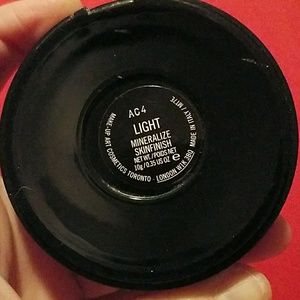 AC4
LIGHT
MINERALIZE
SKINFINISH
NET WT./POIDS NET
10g/0.35 US OZ e
MAKE-UP ART COSMETICS TORONTO · LONDON W1K 3BQ MADE IN ITALY/